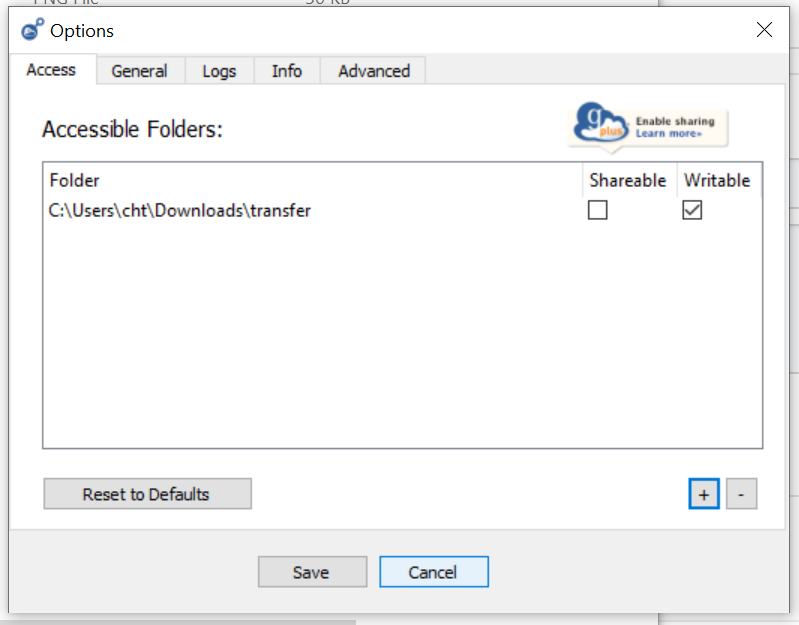 Options
Access General Logs Info Advanced
Accessible Folders:
g
plus
Enable sharing
Learn more»
Folder Shareable Writable
C:\Users\cht\Downloads\transfer
Reset to Defaults + -
Save Cancel